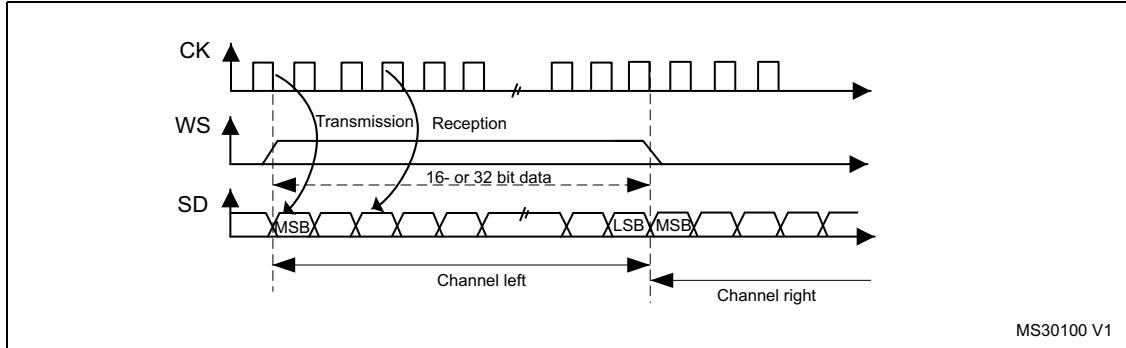 CK
Transmission Reception
WS
16- or 32 bit data
SD
MSB LSB MSB
Channel left
Channel right
MS30100 V1